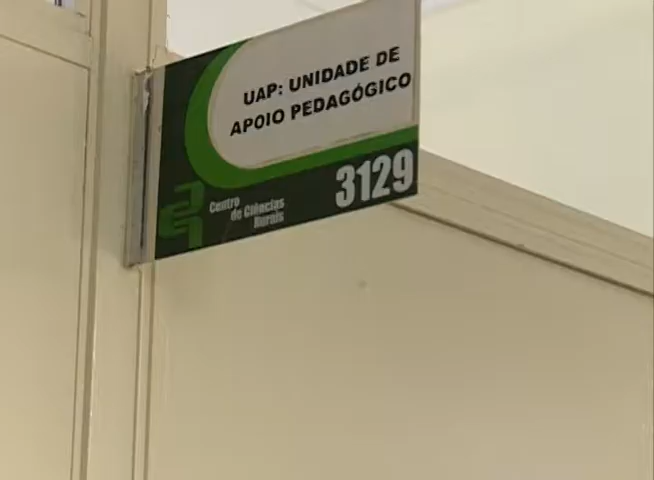 UAP: UNIDADE DE
APOIO PEDAGÓGICO
3129
Centro
de Ciências
Rurais